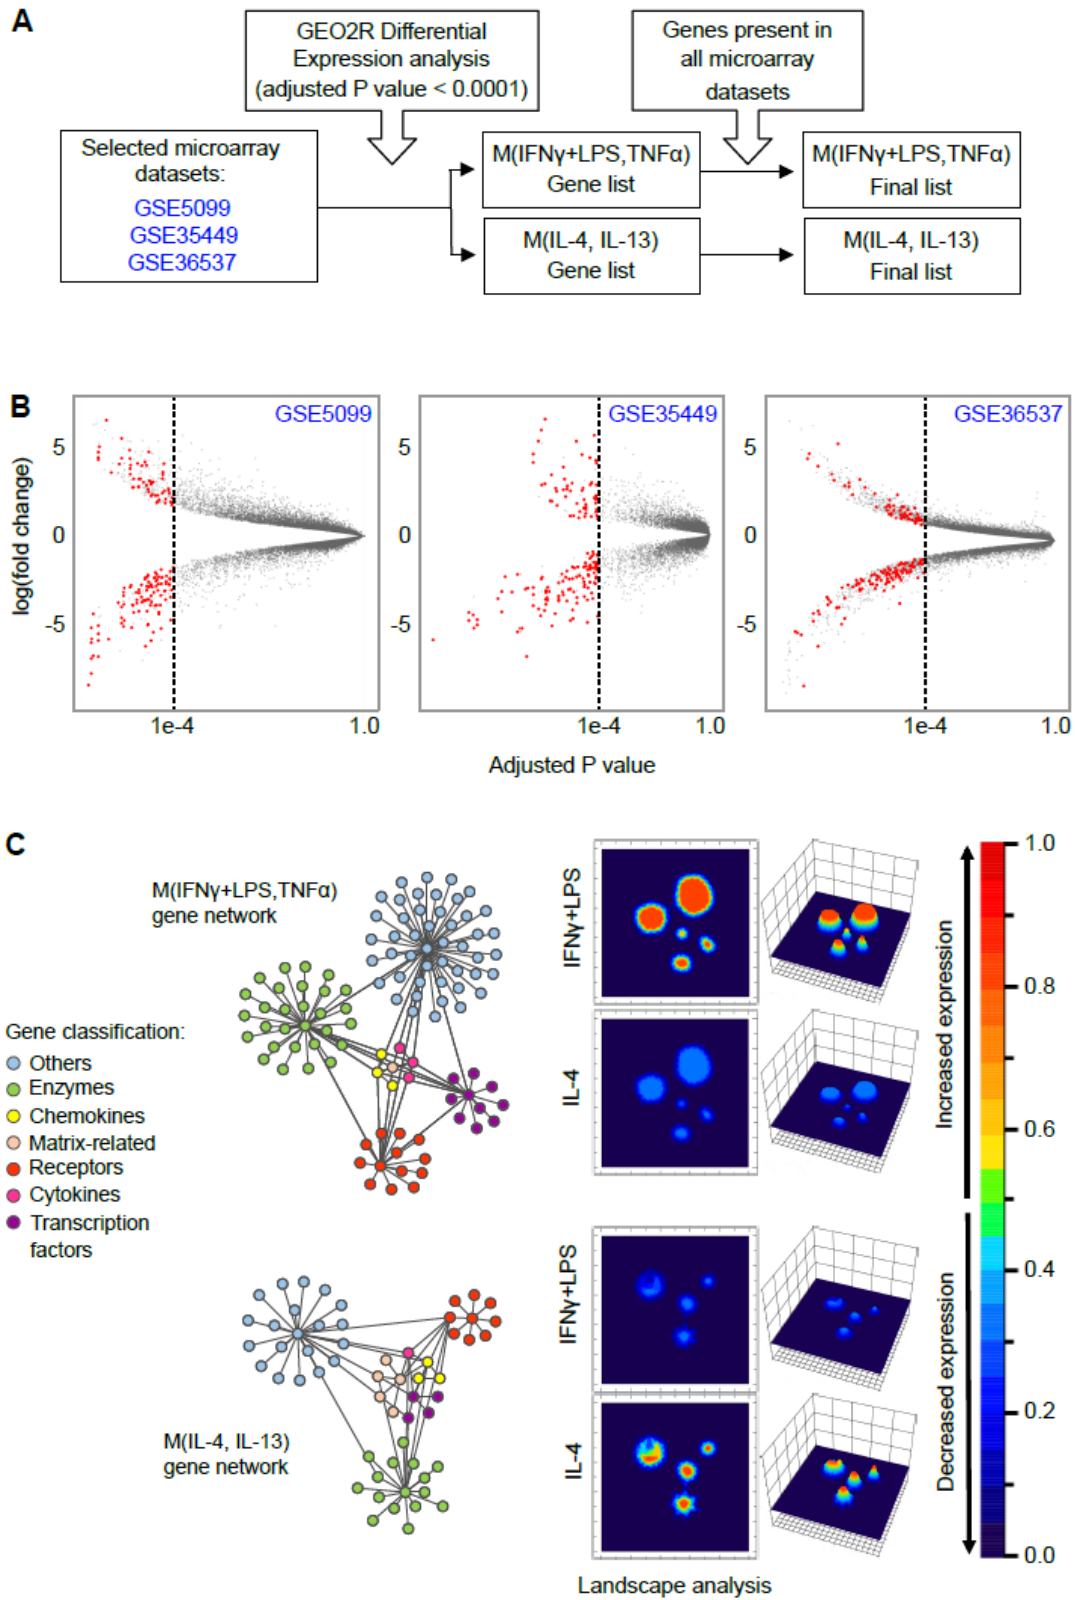 A
GEO2R Differential
Expression analysis
(adjusted P value < 0.0001)
Genes present in
all microarray
datasets
Selected microarray
datasets:
GSE5099
GSE35449
GSE36537
M(IFNγ+LPS,TNFα)
Gene list
M(IFNγ+LPS,TNFα)
Final list
M(IL-4, IL-13)
Gene list
M(IL-4, IL-13)
Final list
B
GSE5099
GSE35449
GSE36537
log(fold change)
5
0
-5
5
0
-5
5
0
-5
1e-4
1.0
1e-4
1.0
1e-4
1.0
Adjusted P value
C
M(IFNγ+LPS,TNFα)
gene network
Gene classification:
Others
Enzymes
Chemokines
Matrix-related
Receptors
Cytokines
Transcription
factors
M(IL-4, IL-13)
gene network
IFNγ+LPS
IL-4
IFNγ+LPS
IL-4
Landscape analysis
Increased expression
Decreased expression
1.0
0.8
0.6
0.4
0.2
0.0